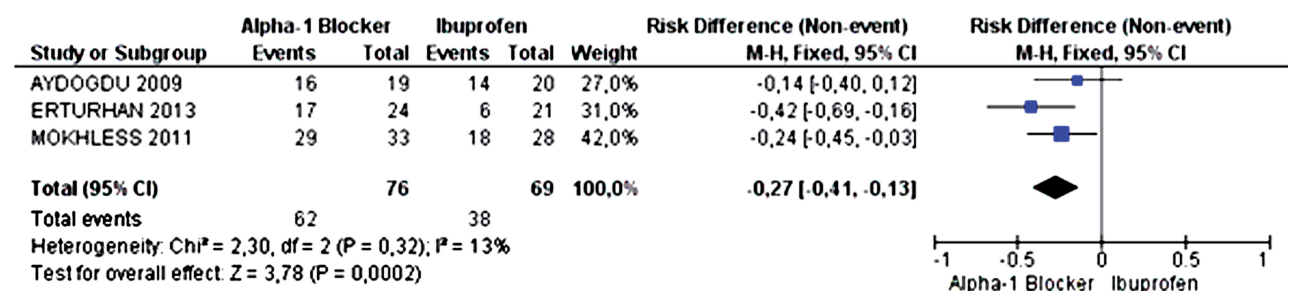 Alpha-1 Blocker Ibuprofen Risk Difference (Non-event) Risk Difference (Non-event)
Study or Subgroup Events Total Events Total Weight M-H, Fixed, 95% CI M-H, Fixed, 95% CI
AYDOGDU 2009 16 19 14 20 27,0% -0,14 [-0,40, 0,12]
ERTURHAN 2013 17 24 6 21 31,0% -0,42 [-0,69, -0,16]
MOKHLESS 2011 29 33 18 28 42,0% -0,24 [-0,45, -0,03]
Total (95% CI) 76 69 100,0% -0,27 [-0,41, -0,13]
Total events 62 38
Heterogeneity: Chi² = 2,30, df = 2 (P = 0,32); I² = 13%
Test for overall effect: Z = 3,78 (P = 0,0002)
-1 -0.5 0 0.5 1
Alpha-1 Blocker Ibuprofen